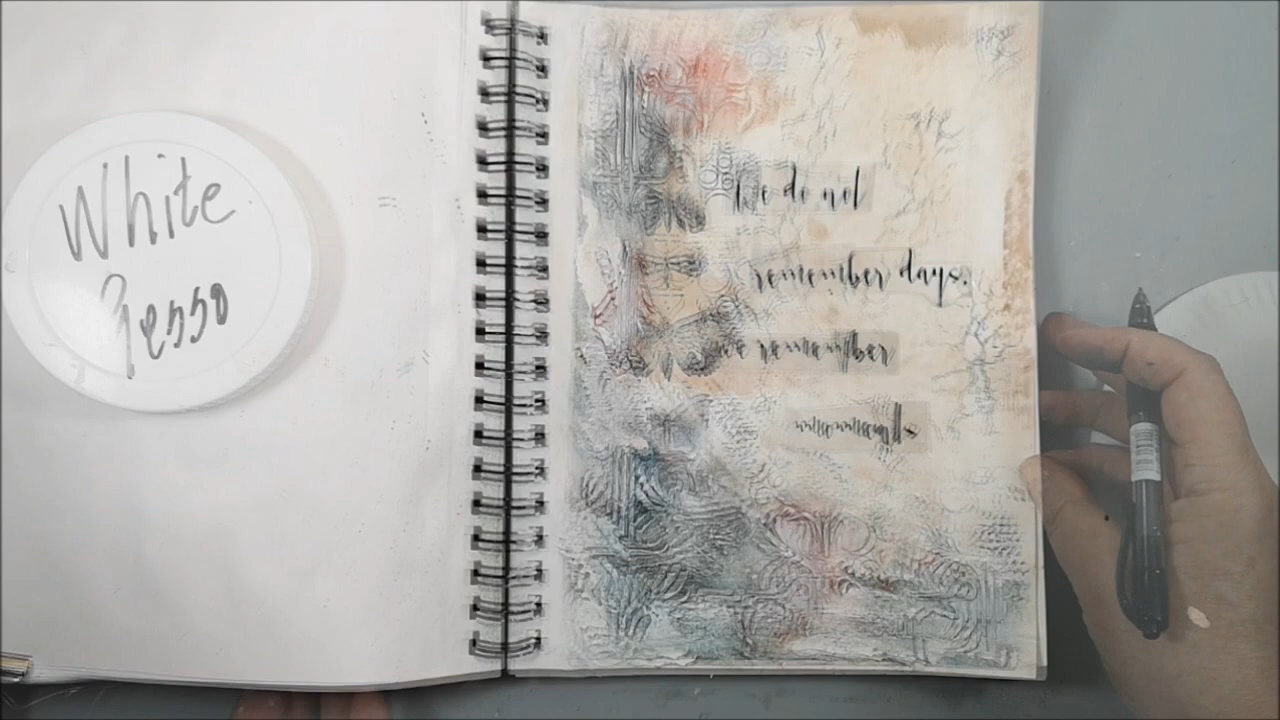 White
Gesso
We do not
remember days.
we remember